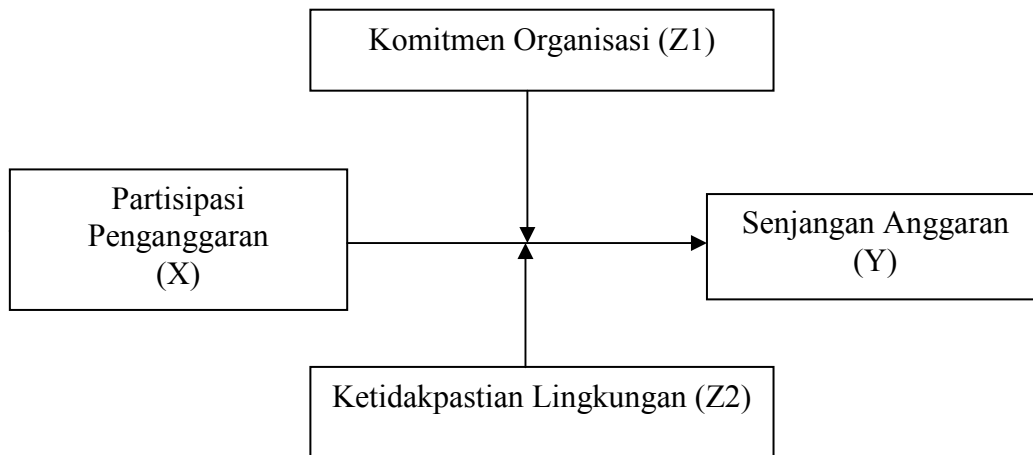 Komitmen Organisasi (Z1)
Partisipasi
Penganggaran
(X)
Senjangan Anggaran
(Y)
Ketidakpastian Lingkungan (Z2)